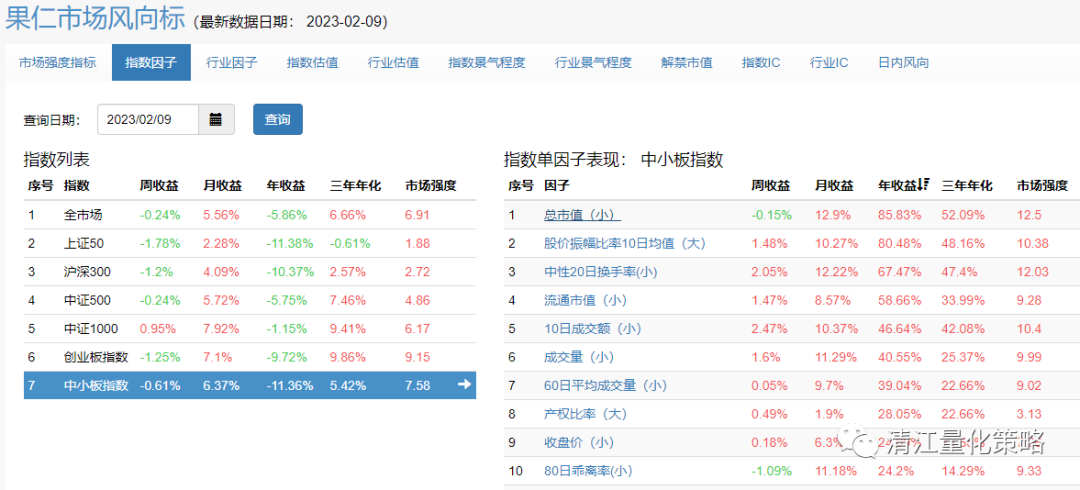 果仁市场风向标 (最新数据日期： 2023-02-09)
市场强度指标 指数因子 行业因子 指数估值 行业估值 指数景气程度 行业景气程度 解禁市值 指数IC 行业IC 日内风向
查询日期： 2023/02/09 查询
指数列表
序号 指数 周收益 月收益 年收益 三年年化 市场强度
1 全市场 -0.24% 5.56% -5.86% 6.66% 6.91
2 上证50 -1.78% 2.28% -11.38% -0.61% 1.88
3 沪深300 -1.2% 4.09% -10.37% 2.57% 2.72
4 中证500 -0.24% 5.72% -5.75% 7.46% 4.86
5 中证1000 0.95% 7.92% -1.15% 9.41% 6.17
6 创业板指数 -1.25% 7.1% -9.72% 9.86% 9.15
7 中小板指数 -0.61% 6.37% -11.36% 5.42% 7.58
指数单因子表现： 中小板指数
序号 因子 周收益 月收益 年收益 三年年化 市场强度
1 总市值（小） -0.15% 12.9% 85.83% 52.09% 12.5
2 股价振幅比率10日均值（大） 1.48% 10.27% 80.48% 48.16% 10.38
3 中性20日换手率(小) 2.05% 12.22% 67.47% 47.4% 12.03
4 流通市值（小） 1.47% 8.57% 58.66% 33.99% 9.28
5 10日成交额（小） 2.47% 10.37% 46.64% 42.08% 10.4
6 成交量（小） 1.6% 11.29% 40.55% 25.37% 9.99
7 60日平均成交量（小） 0.05% 9.7% 39.04% 22.66% 9.02
8 产权比率（大） 0.49% 1.9% 28.05% 22.66% 3.13
9 收盘价（小） 0.18%
10 80日乖离率(小) -1.09% 11.18% 24.2% 14.29% 9.33
清江量化策略